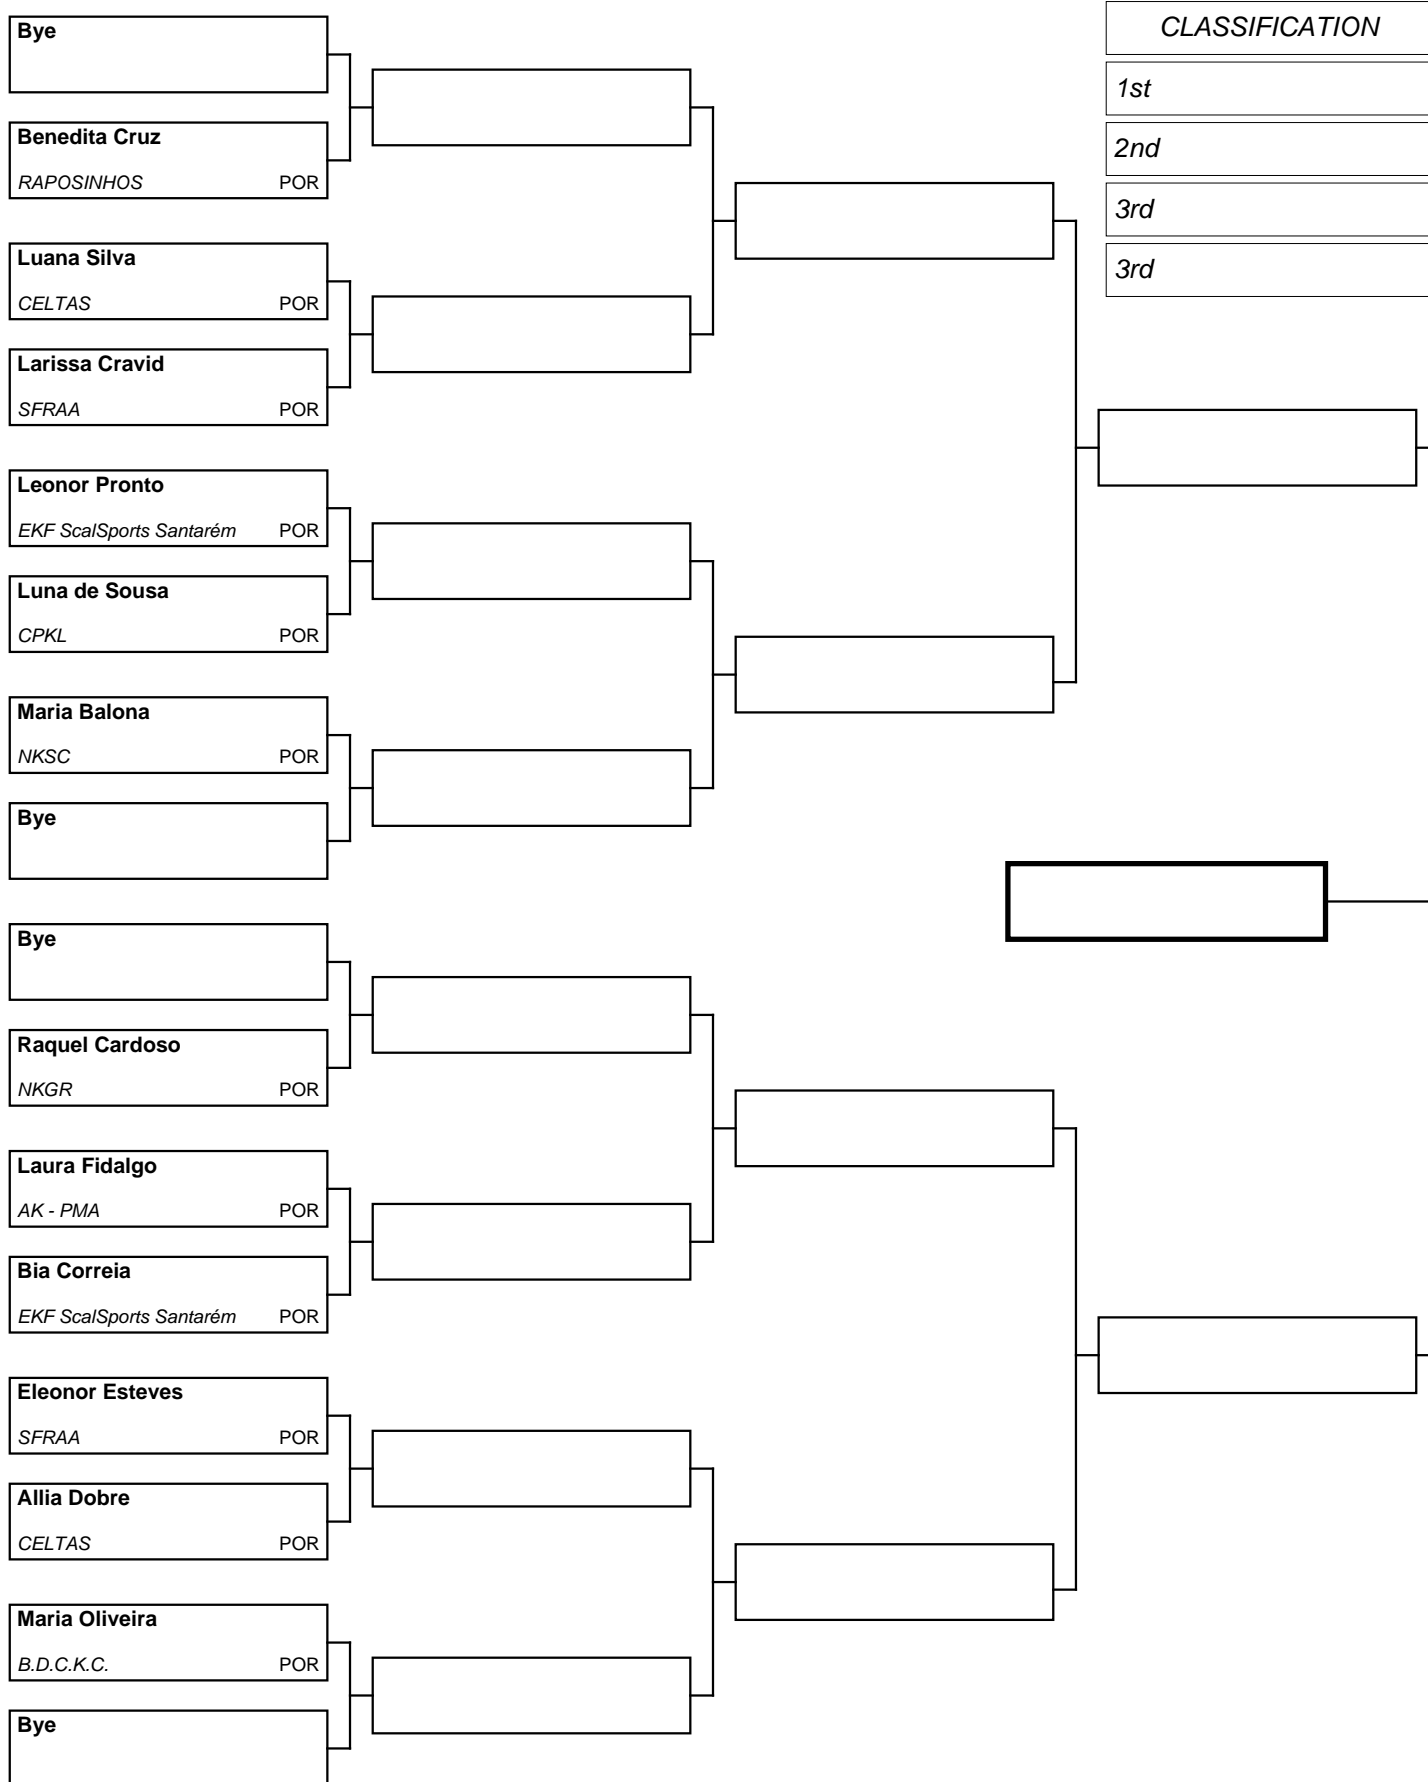 Bye
Benedita Cruz
RAPOSINHOS POR
Luana Silva
CELTAS POR
Larissa Cravid
SFRAA POR
Leonor Pronto
EKF ScalSports Santarém POR
Luna de Sousa
CPKL POR
Maria Balona
NKSC POR
Bye
Bye
Raquel Cardoso
NKGR POR
Laura Fidalgo
AK - PMA POR
Bia Correia
EKF ScalSports Santarém POR
Eleonor Esteves
SFRAA POR
Allia Dobre
CELTAS POR
Maria Oliveira
B.D.C.K.C. POR
Bye
CLASSIFICATION
1st
2nd
3rd
3rd